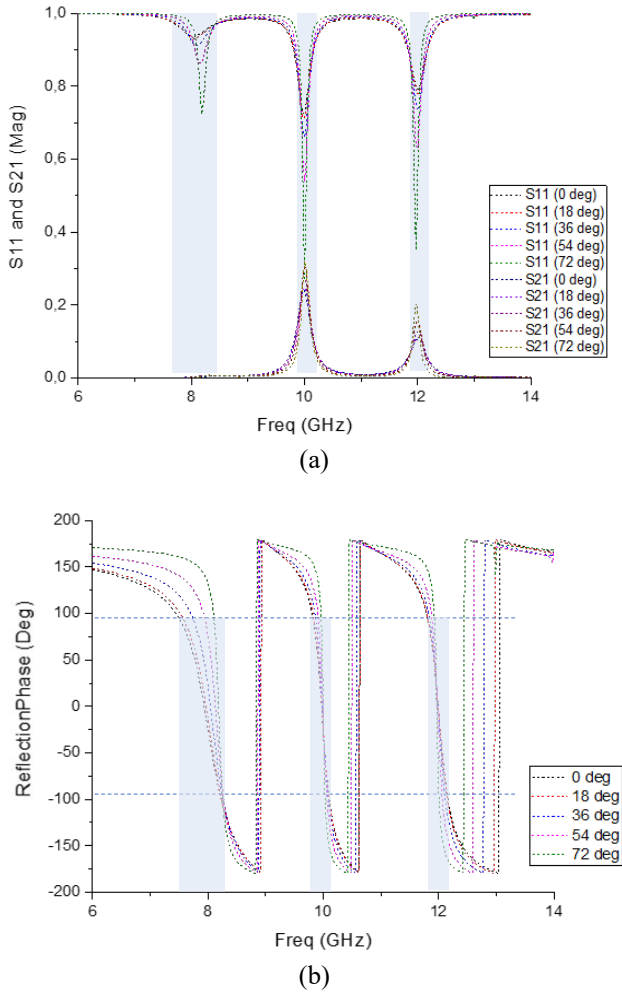 1,0
0,8
0,6
0,4
0,2
0,0
S11 and S21 (Mag)
S11 (0 deg)
S11 (18 deg)
S11 (36 deg)
S11 (54 deg)
S11 (72 deg)
S21 (0 deg)
S21 (18 deg)
S21 (36 deg)
S21 (54 deg)
S21 (72 deg)
6 8 10 12 14
Freq (GHz)
(a)
200
150
100
50
0
-50
-100
-150
-200
ReflectionPhase (Deg)
0 deg
18 deg
36 deg
54 deg
72 deg
6 8 10 12 14
Freq (GHz)
(b)